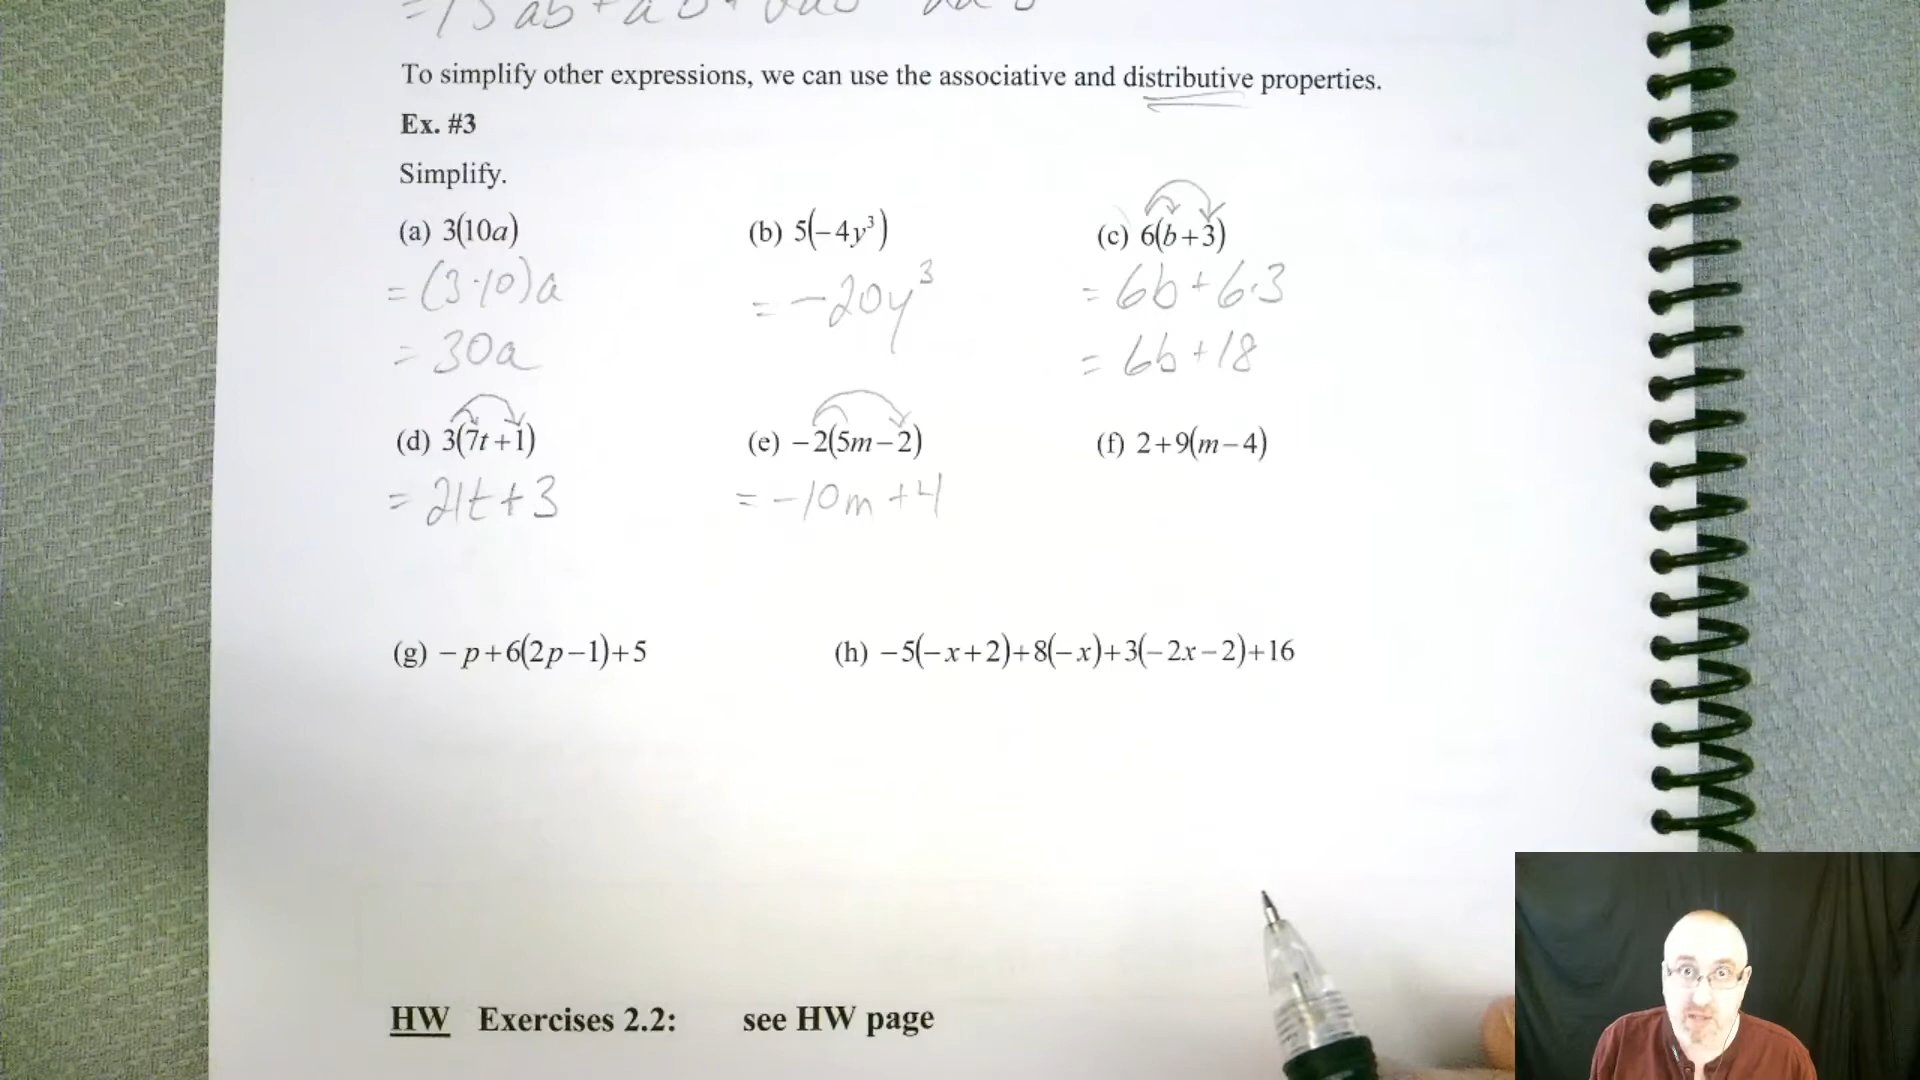 To simplify other expressions, we can use the associative and distributive properties.
Ex. #3
Simplify.
(a) 3(10a) (b) 5(−4y³) (c) 6(b+3)
= (3·10)a = −20y³ = 6b+6·3
= 30a = 6b+18
(d) 3(7t+1) (e) −2(5m−2) (f) 2+9(m−4)
= 21t+3 = −10m+4
(g) −p+6(2p−1)+5 (h) −5(−x+2)+8(−x)+3(−2x−2)+16
HW Exercises 2.2: see HW page